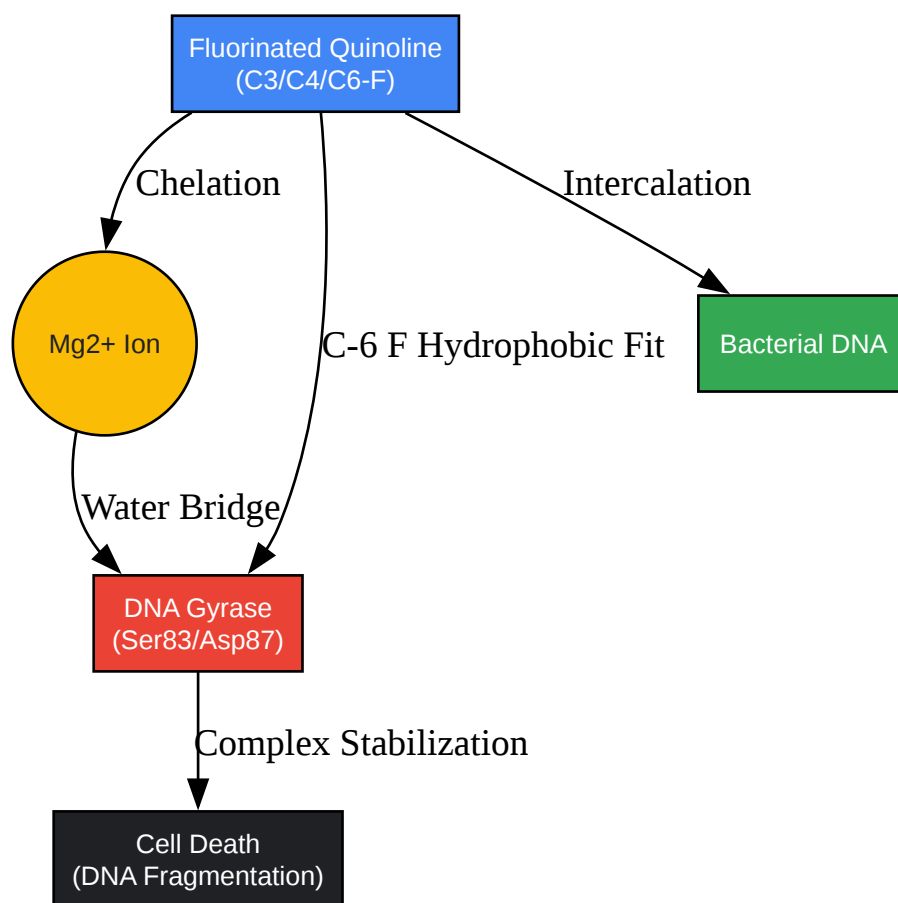 Fluorinated Quinoline
(C3/C4/C6-F)
Chelation
Intercalation
Mg2+ Ion
C-6 F Hydrophobic Fit
Bacterial DNA
Water Bridge
DNA Gyrase
(Ser83/Asp87)
Complex Stabilization
Cell Death
(DNA Fragmentation)